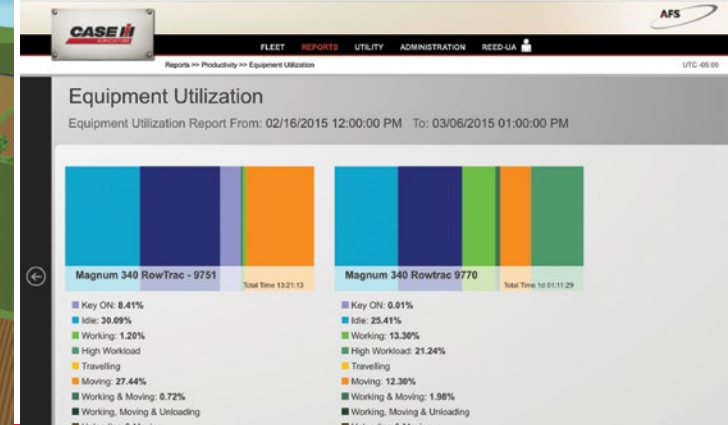 CASE III
AFS
FLEET REPORTS UTILITY ADMINISTRATION REED-UA
Reports >> Productivity >> Equipment Utilization
UTC -05:00
Equipment Utilization
Equipment Utilization Report From: 02/16/2015 12:00:00 PM To: 03/06/2015 01:00:00 PM
Magnum 340 RowTrac - 9751
Total Time 13:21:13
Key ON: 8.41%
Idle: 30.09%
Working: 1.20%
High Workload
Travelling
Moving: 27.44%
Working & Moving: 0.72%
Working, Moving & Unloading
Magnum 340 Rowtrac 9770
Total Time 1d 01:11:29
Key ON: 0.01%
Idle: 25.41%
Working: 13.30%
High Workload: 21.24%
Travelling
Moving: 12.30%
Working & Moving: 1.98%
Working, Moving & Unloading